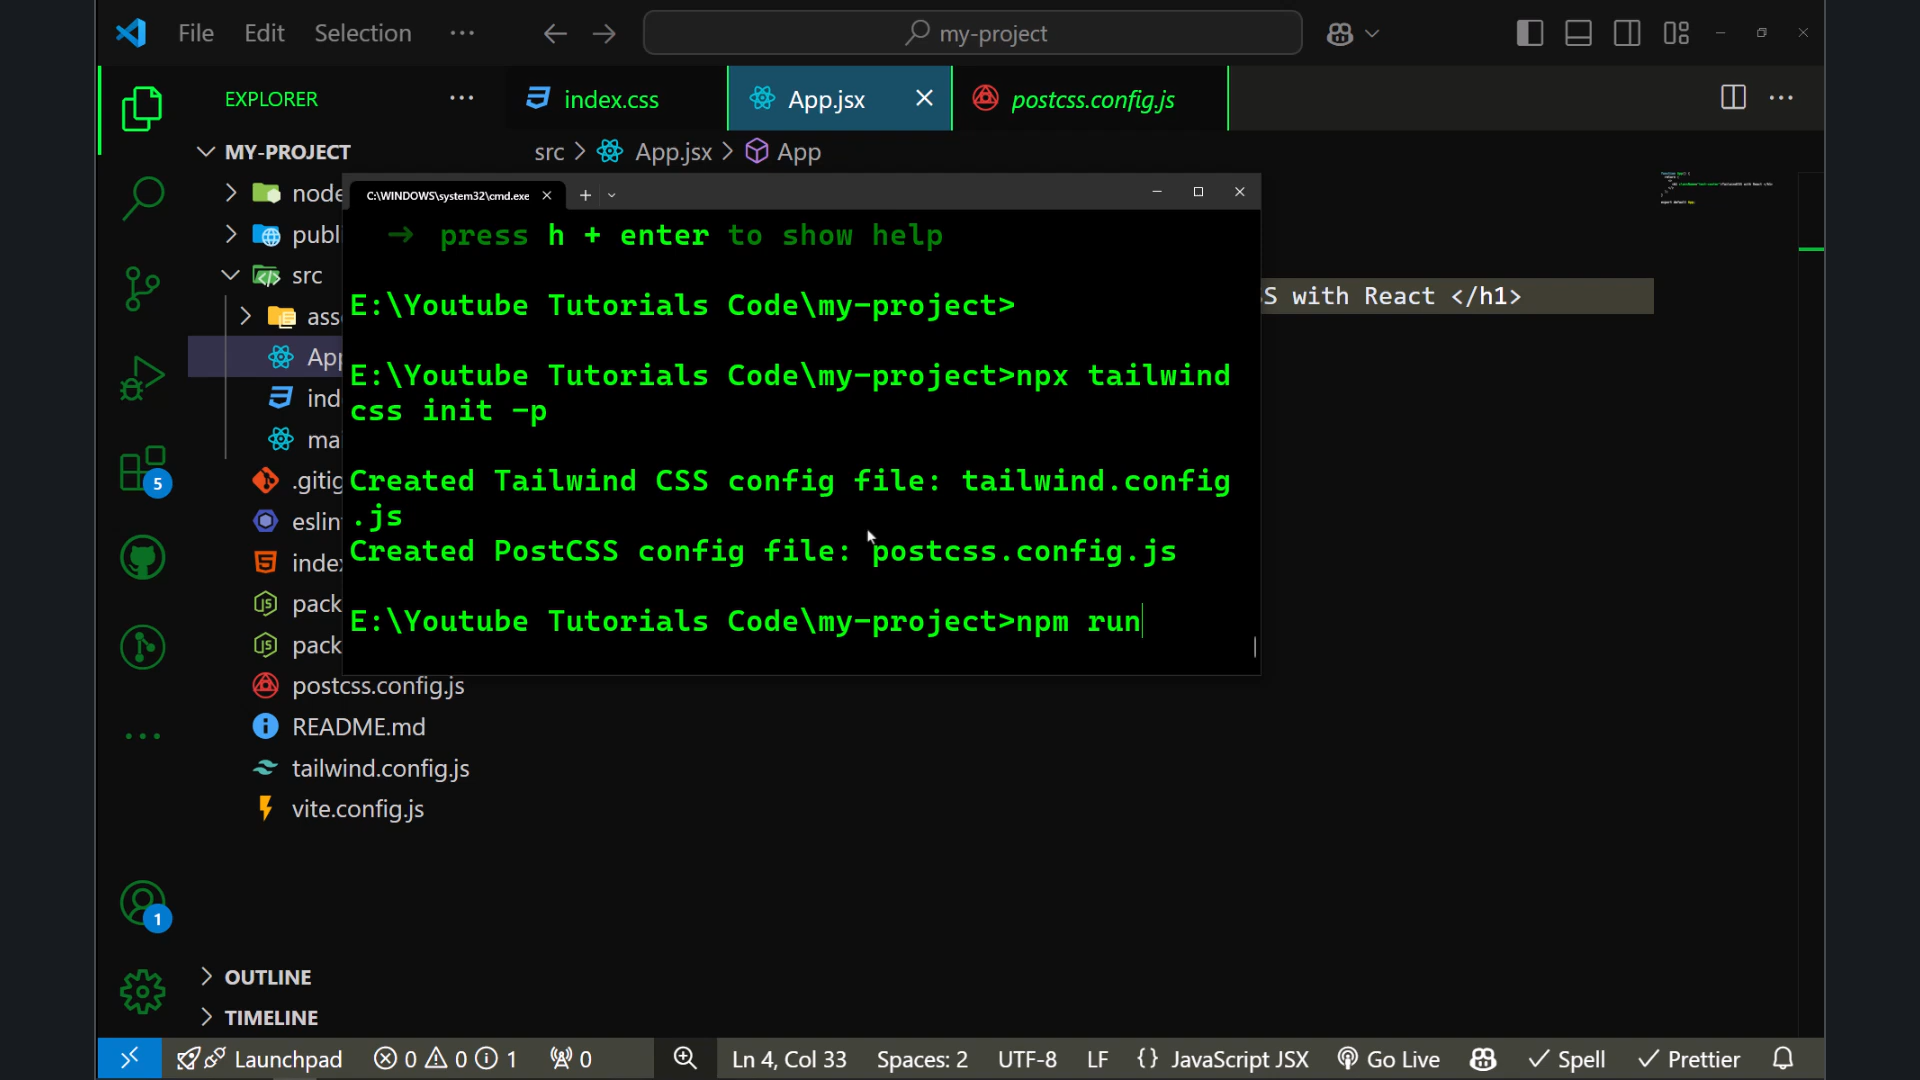 File Edit Selection ···
my-project
EXPLORER ···
index.css
App.jsx
postcss.config.js
MY-PROJECT
src > App.jsx > App
node
publ
src
ass
App
ind
ma
.gitig
eslin
index
pack
pack
postcss.config.js
README.md
tailwind.config.js
vite.config.js
C:\WINDOWS\system32\cmd.exe
→ press h + enter to show help
E:\Youtube Tutorials Code\my-project>
E:\Youtube Tutorials Code\my-project>npx tailwind
css init -p
Created Tailwind CSS config file: tailwind.config
.js
Created PostCSS config file: postcss.config.js
E:\Youtube Tutorials Code\my-project>npm run
S with React </h1>
5
1
OUTLINE
TIMELINE
Launchpad 0 0 1 0 Ln 4, Col 33 Spaces: 2 UTF-8 LF {} JavaScript JSX Go Live Spell Prettier